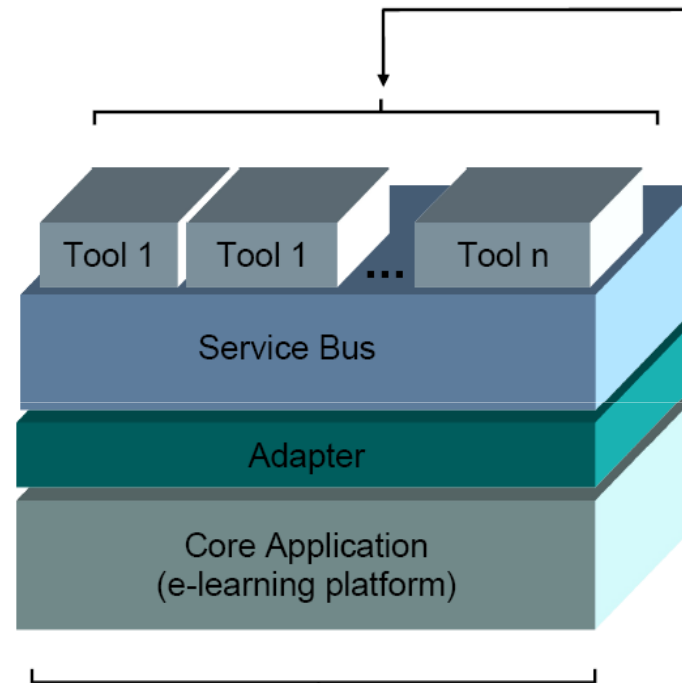 Tool 1
Tool 1
...
Tool n
Service Bus
Adapter
Core Application
(e-learning platform)